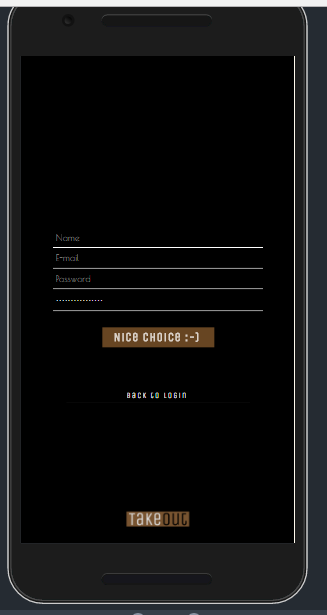 Name
E-mail
Password
................
Nice choice :-)
Back to login
Takeout